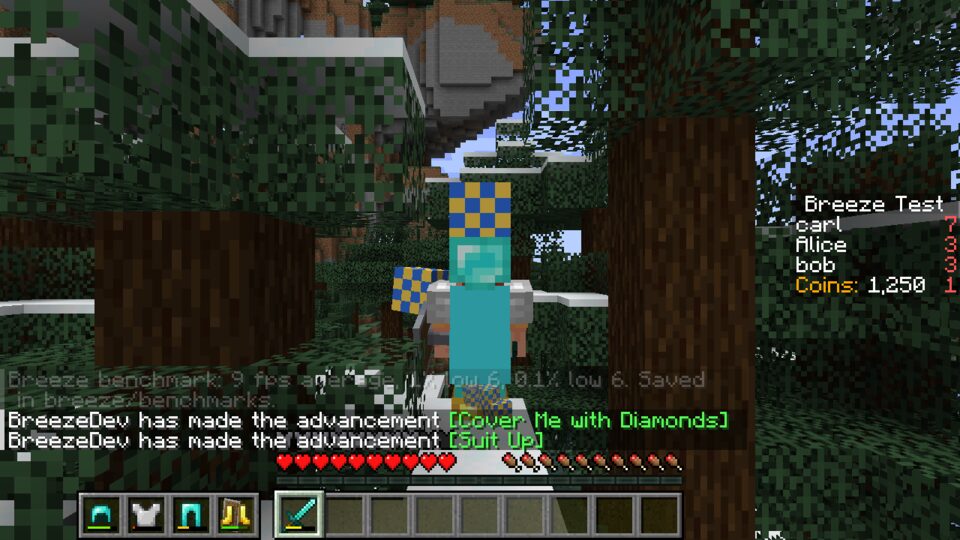 Breeze Test
carl 7
Alice 3
bob 3
Coins: 1,250 1
Breeze benchmark: 9 fps average, 1% low 6, 0.1% low 6. Saved
in breeze/benchmarks.
BreezeDev has made the advancement [Cover Me with Diamonds]
BreezeDev has made the advancement [Suit Up]